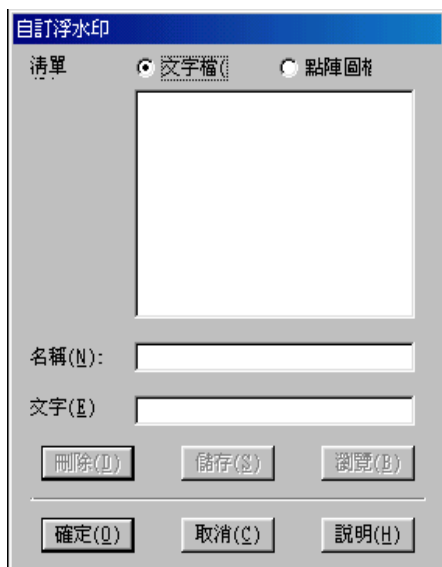 自訂浮水印
清單 文字檔( 點陣圖
名稱(N):
文字(E)
刪除(D) 儲存(S) 瀏覽(B)
確定(O) 取消(C) 說明(H)